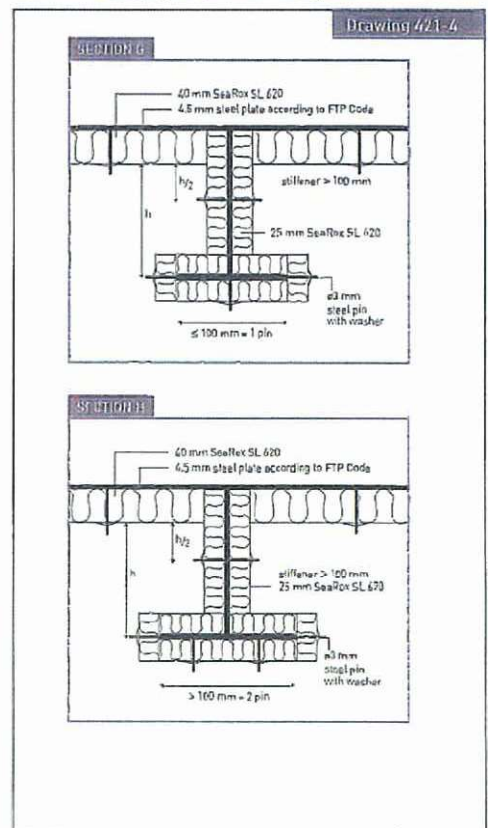 Drawing 421-4
SECTION G
40 mm SeaRox SL 620
4.5 mm steel plate according to FTP Code
h/2
stiffener > 100 mm
h
25 mm SeaRox SL 620
ø3 mm
steel pin
with washer
≤ 100 mm = 1 pin
SECTION H
40 mm SeaRox SL 620
4.5 mm steel plate according to FTP Code
h/2
h
stiffener > 100 mm
25 mm SeaRox SL 620
ø3 mm
steel pin
with washer
> 100 mm = 2 pin